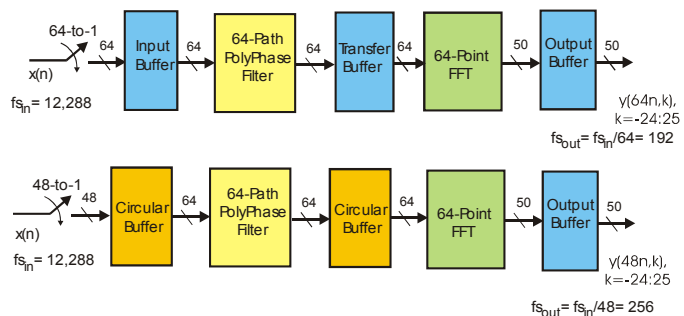 64-to-1
x(n)
fs_in = 12,288
64
Input
Buffer
64
64-Path
PolyPhase
Filter
64
Transfer
Buffer
64
64-Point
FFT
50
Output
Buffer
50
y(64n,k),
k=-24:25
fs_out = fs_in/64= 192
48-to-1
x(n)
fs_in = 12,288
48
Circular
Buffer
64
64-Path
PolyPhase
Filter
64
Circular
Buffer
64
64-Point
FFT
50
Output
Buffer
50
y(48n,k),
k=-24:25
fs_out = fs_in/48= 256